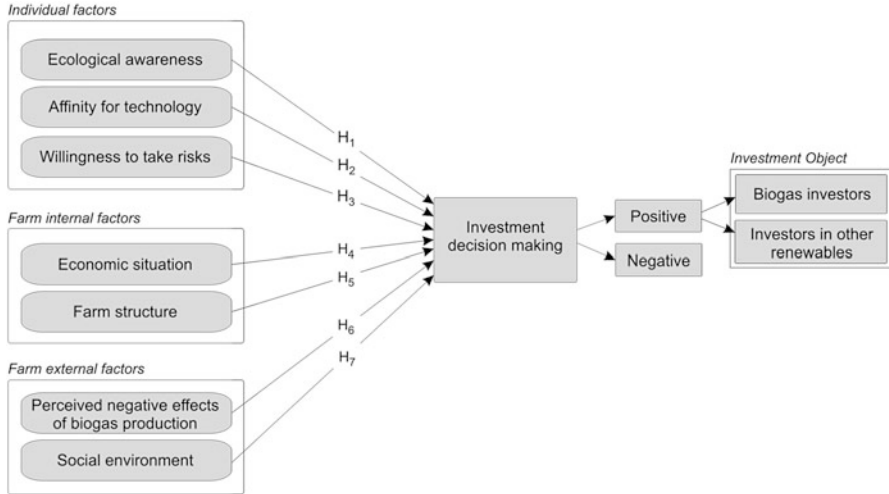 Individual factors
Ecological awareness
Affinity for technology
Willingness to take risks
Farm internal factors
Economic situation
Farm structure
Farm external factors
Perceived negative effects
of biogas production
Social environment
H1
H2
H3
H4
H5
H6
H7
Investment
decision making
Positive
Negative
Investment Object
Biogas investors
Investors in other
renewables